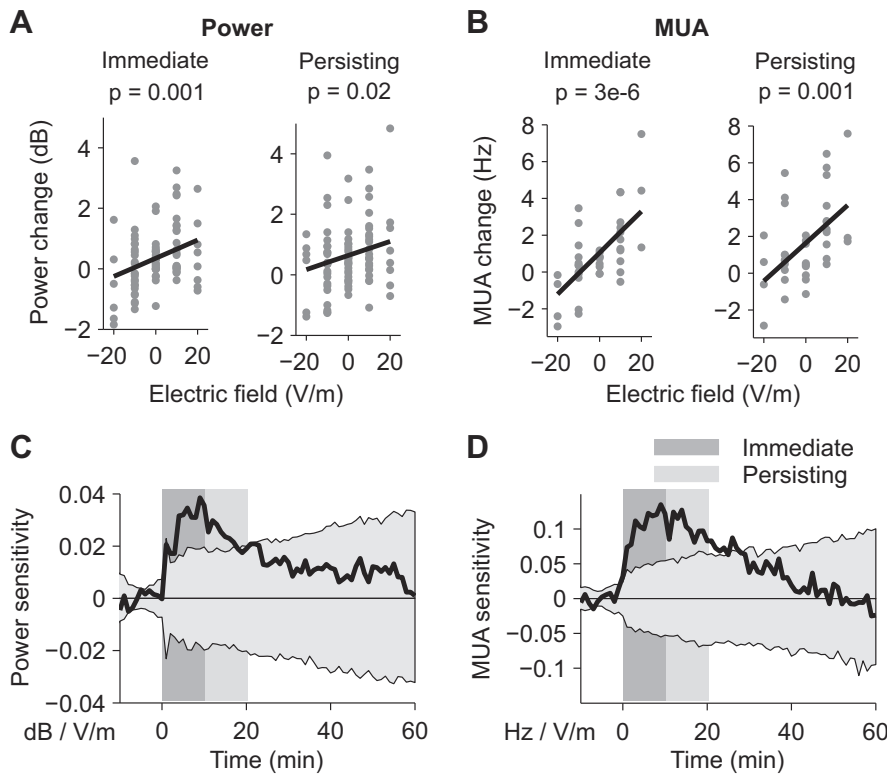 A
Power
B
MUA
Immediate
p = 0.001
Persisting
p = 0.02
Immediate
p = 3e-6
Persisting
p = 0.001
Power change (dB)
4
2
0
−2
4
2
0
−2
−20 0 20
−20 0 20
Electric field (V/m)
MUA change (Hz)
8
6
4
2
0
−2
8
6
4
2
0
−2
−20 0 20
−20 0 20
Electric field (V/m)
C
Power sensitivity
0.04
0.02
0
−0.02
−0.04
dB / V/m
0 20 40 60
Time (min)
D
Immediate
Persisting
MUA sensitivity
0.1
0.05
0
−0.05
−0.1
Hz / V/m
0 20 40 60
Time (min)